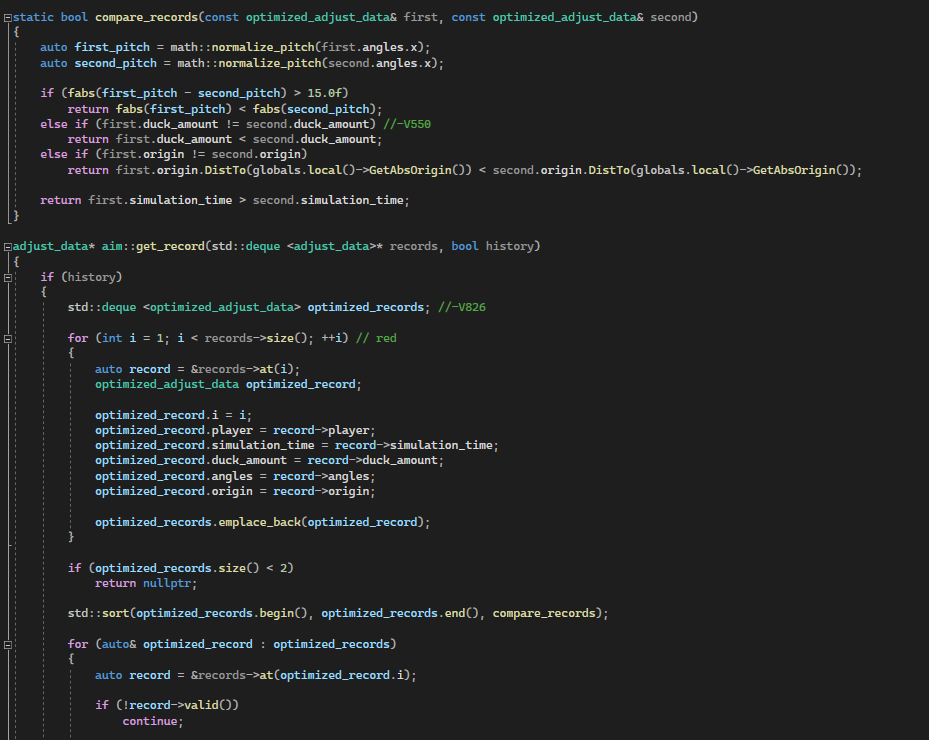 static bool compare_records(const optimized_adjust_data& first, const optimized_adjust_data& second)
{
    auto first_pitch = math::normalize_pitch(first.angles.x);
    auto second_pitch = math::normalize_pitch(second.angles.x);

    if (fabs(first_pitch - second_pitch) > 15.0f)
        return fabs(first_pitch) < fabs(second_pitch);
    else if (first.duck_amount != second.duck_amount) //-V550
        return first.duck_amount < second.duck_amount;
    else if (first.origin != second.origin)
        return first.origin.DistTo(globals.local()->GetAbsOrigin()) < second.origin.DistTo(globals.local()->GetAbsOrigin());

    return first.simulation_time > second.simulation_time;
}

adjust_data* aim::get_record(std::deque <adjust_data>* records, bool history)
{
    if (history)
    {
        std::deque <optimized_adjust_data> optimized_records; //-V826

        for (int i = 1; i < records->size(); ++i) // red
        {
            auto record = &records->at(i);
            optimized_adjust_data optimized_record;

            optimized_record.i = i;
            optimized_record.player = record->player;
            optimized_record.simulation_time = record->simulation_time;
            optimized_record.duck_amount = record->duck_amount;
            optimized_record.angles = record->angles;
            optimized_record.origin = record->origin;

            optimized_records.emplace_back(optimized_record);
        }

        if (optimized_records.size() < 2)
            return nullptr;

        std::sort(optimized_records.begin(), optimized_records.end(), compare_records);

        for (auto& optimized_record : optimized_records)
        {
            auto record = &records->at(optimized_record.i);

            if (!record->valid())
                continue;